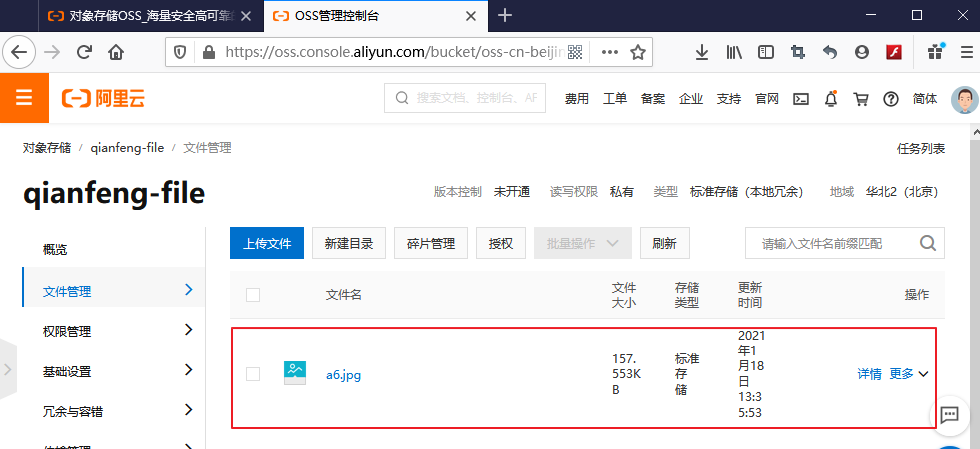 对象存储OSS_海量安全高可靠
OSS管理控制台
https://oss.console.aliyun.com/bucket/oss-cn-beijin
阿里云
搜索文档、控制台、AF
费用 工单 备案 企业 支持 官网 简体
对象存储 / qianfeng-file / 文件管理
任务列表
qianfeng-file
版本控制 未开通 读写权限 私有 类型 标准存储（本地冗余） 地域 华北2（北京）
概览
文件管理
权限管理
基础设置
冗余与容错
上传文件 新建目录 碎片管理 授权 批量操作 刷新 请输入文件名前缀匹配
文件名
文件
大小
存储
类型
更新
时间
操作
a6.jpg
157.
553K
B
标准
存
储
2021
年1
月18
日
13:3
5:53
详情 更多